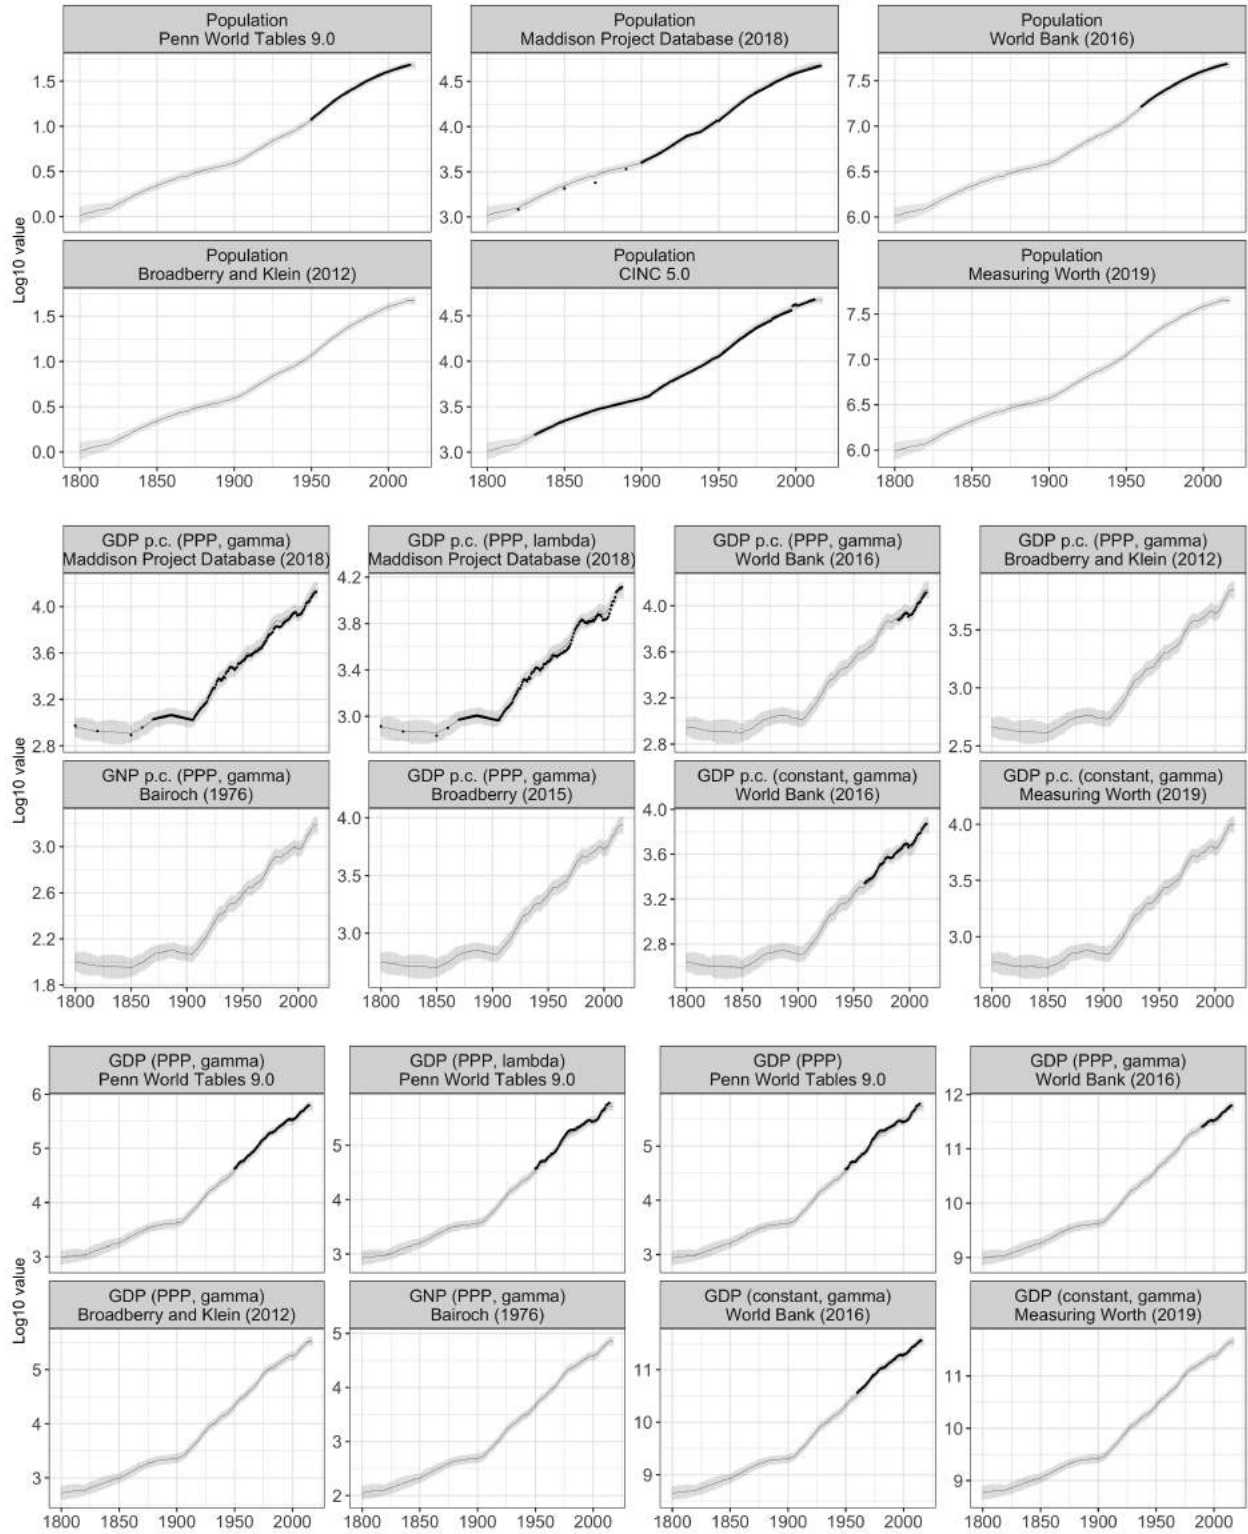 Population
Penn World Tables 9.0
Population
Maddison Project Database (2018)
Population
World Bank (2016)
1.5
1.0
0.5
0.0
4.5
4.0
3.5
3.0
7.5
7.0
6.5
6.0
Log10 value
Population
Broadberry and Klein (2012)
Population
CINC 5.0
Population
Measuring Worth (2019)
1.5
1.0
0.5
0.0
4.5
4.0
3.5
3.0
7.5
7.0
6.5
6.0
1800 1850 1900 1950 2000
1800 1850 1900 1950 2000
1800 1850 1900 1950 2000
GDP p.c. (PPP, gamma)
Maddison Project Database (2018)
GDP p.c. (PPP, lambda)
Maddison Project Database (2018)
GDP p.c. (PPP, gamma)
World Bank (2016)
GDP p.c. (PPP, gamma)
Broadberry and Klein (2012)
4.0
3.6
3.2
2.8
4.2
3.8
3.4
3.0
4.0
3.6
3.2
2.8
3.5
3.0
2.5
Log10 value
GNP p.c. (PPP, gamma)
Bairoch (1976)
GDP p.c. (PPP, gamma)
Broadberry (2015)
GDP p.c. (constant, gamma)
World Bank (2016)
GDP p.c. (constant, gamma)
Measuring Worth (2019)
3.0
2.6
2.2
1.8
4.0
3.5
3.0
4.0
3.6
3.2
2.8
4.0
3.5
3.0
1800 1850 1900 1950 2000
1800 1850 1900 1950 2000
1800 1850 1900 1950 2000
1800 1850 1900 1950 2000
GDP (PPP, gamma)
Penn World Tables 9.0
GDP (PPP, lambda)
Penn World Tables 9.0
GDP (PPP)
Penn World Tables 9.0
GDP (PPP, gamma)
World Bank (2016)
6
5
4
3
5
4
3
5
4
3
12
11
10
9
Log10 value
GDP (PPP, gamma)
Broadberry and Klein (2012)
GNP (PPP, gamma)
Bairoch (1976)
GDP (constant, gamma)
World Bank (2016)
GDP (constant, gamma)
Measuring Worth (2019)
5
4
3
5
4
3
2
11
10
9
11
10
9
1800 1850 1900 1950 2000
1800 1850 1900 1950 2000
1800 1850 1900 1950 2000
1800 1850 1900 1950 2000